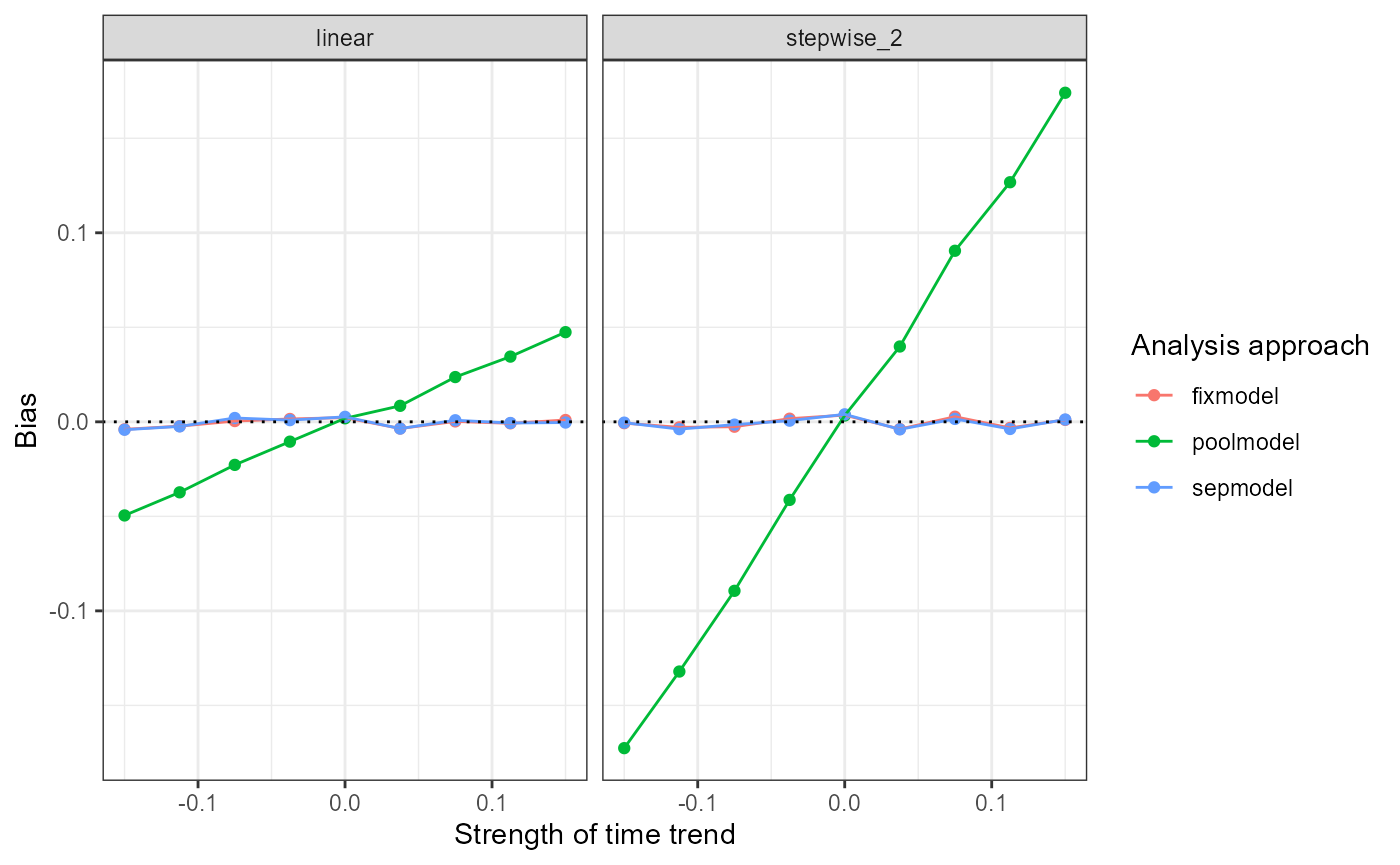 linear
stepwise_2
Bias
0.1
0.0
-0.1
-0.1 0.0 0.1
-0.1 0.0 0.1
Strength of time trend
Analysis approach
fixmodel
poolmodel
sepmodel